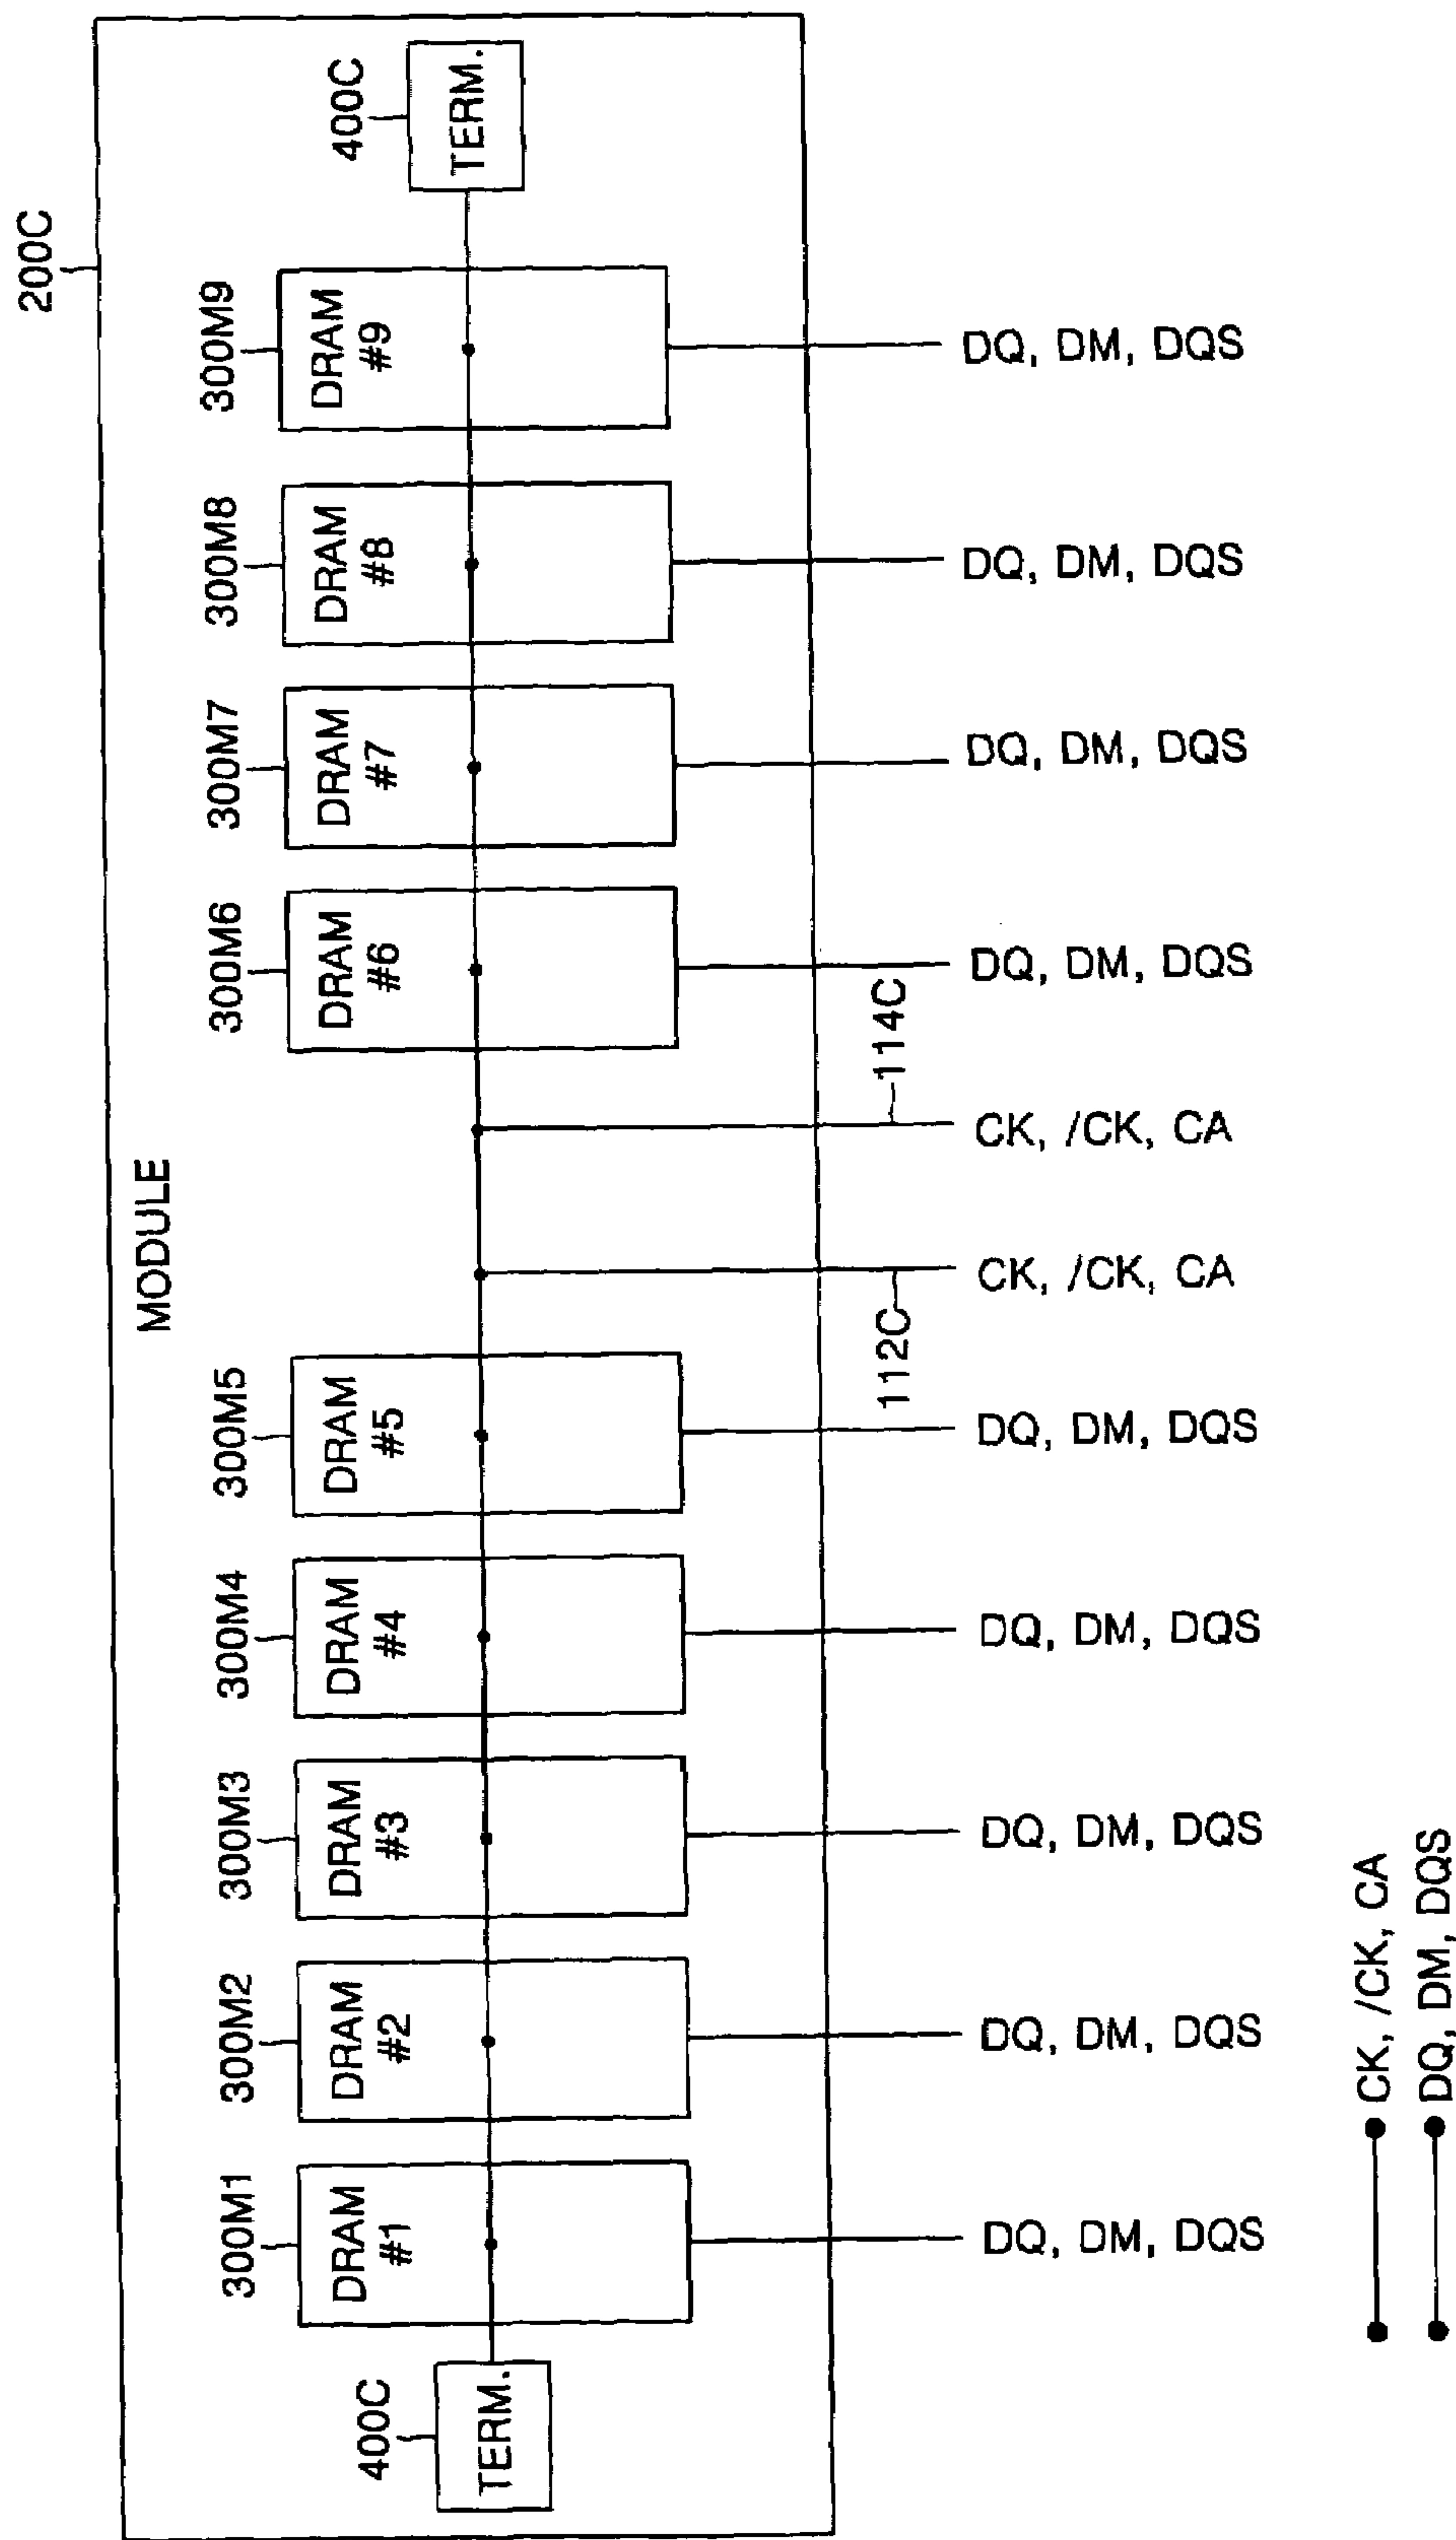 200C
MODULE
400C
TERM.
300M1
DRAM
#1
300M2
DRAM
#2
300M3
DRAM
#3
300M4
DRAM
#4
300M5
DRAM
#5
300M6
DRAM
#6
300M7
DRAM
#7
300M8
DRAM
#8
300M9
DRAM
#9
400C
TERM.
112C
114C
DQ, DM, DQS
DQ, DM, DQS
DQ, DM, DQS
DQ, DM, DQS
DQ, DM, DQS
CK, /CK, CA
CK, /CK, CA
DQ, DM, DQS
DQ, DM, DQS
DQ, DM, DQS
DQ, DM, DQS
CK, /CK, CA
DQ, DM, DQS